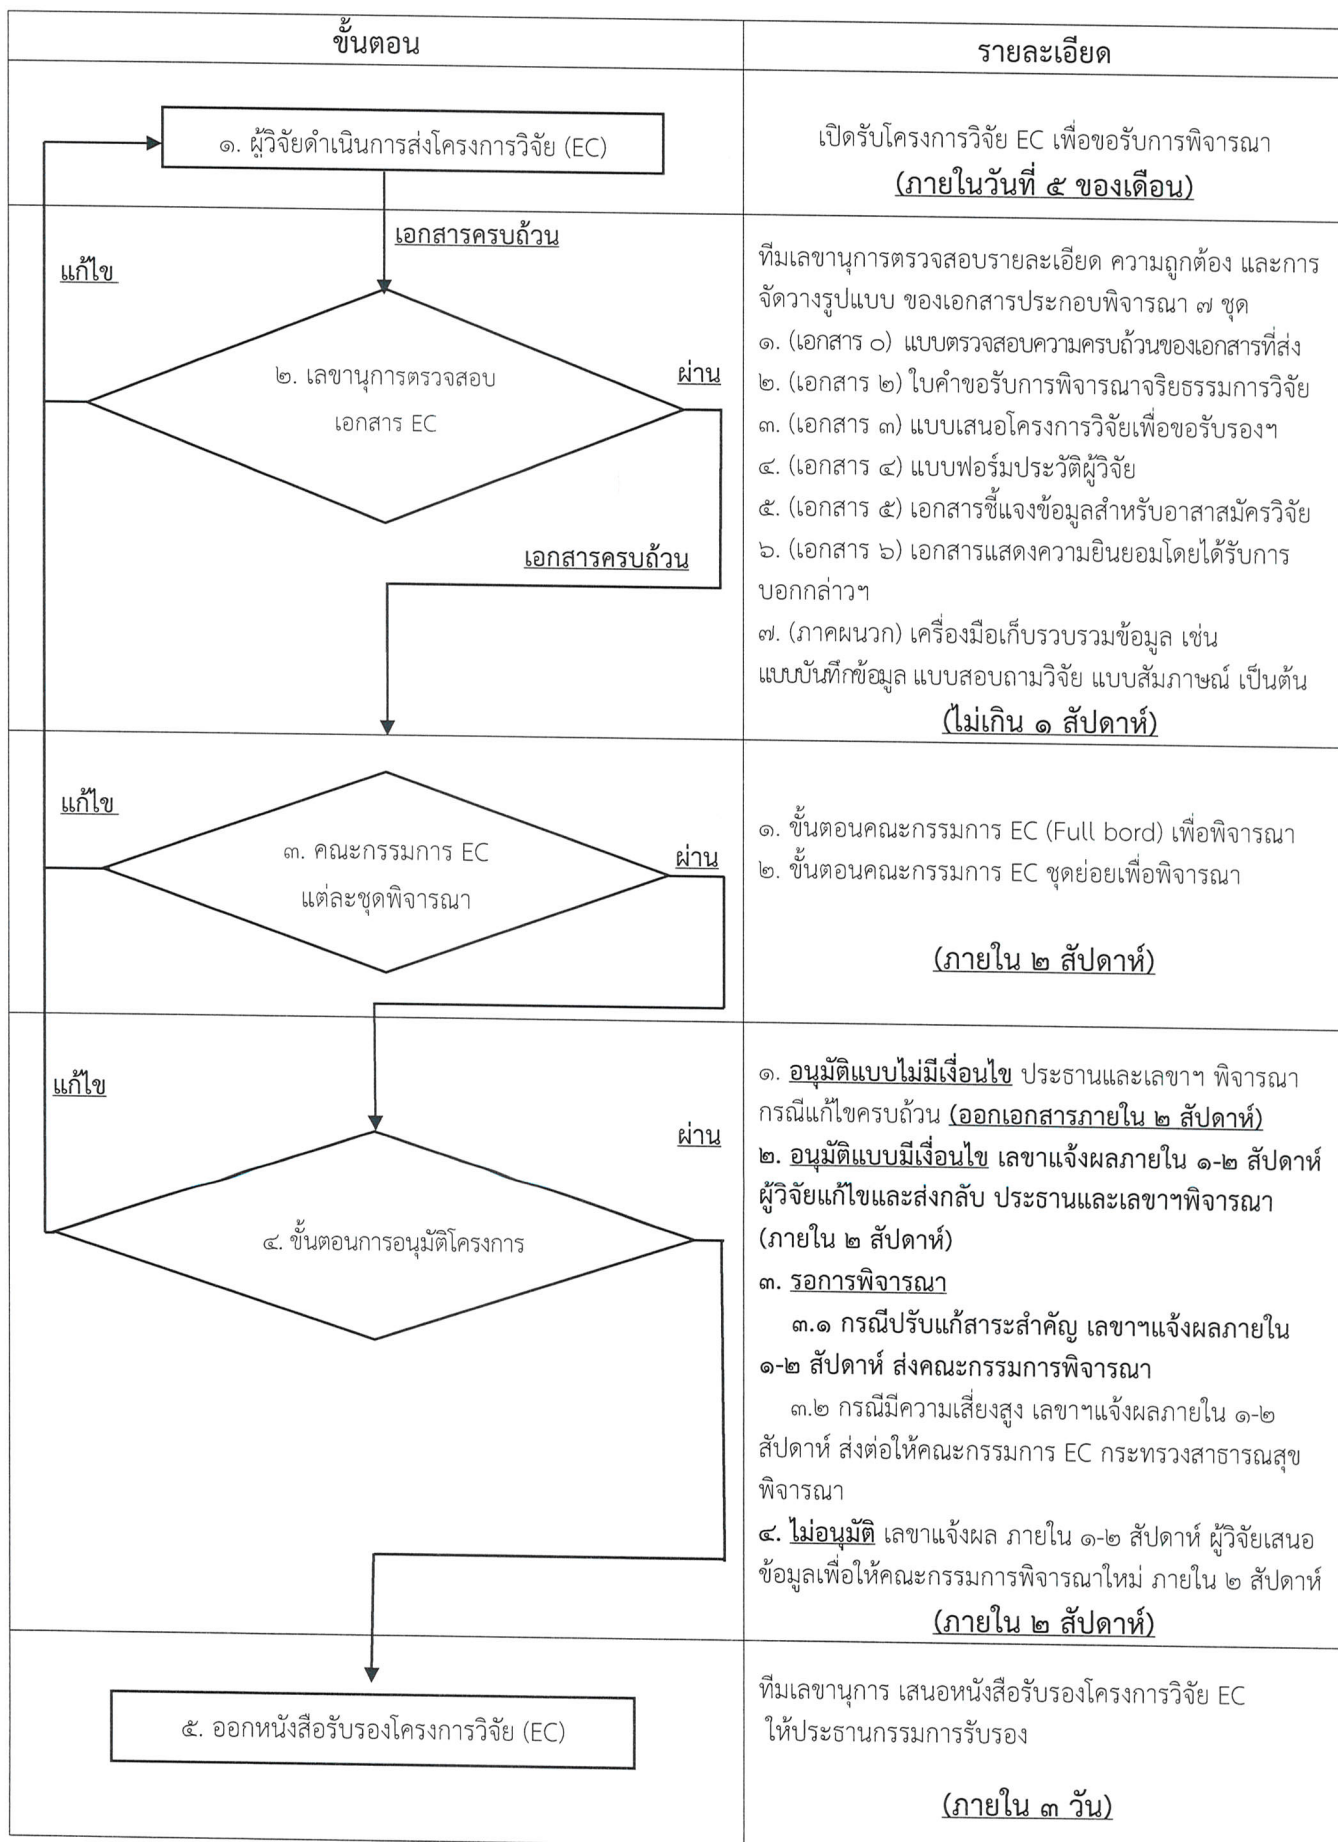 ขั้นตอน
รายละเอียด
๑. ผู้วิจัยดำเนินการส่งโครงการวิจัย (EC)
เปิดรับโครงการวิจัย EC เพื่อขอรับการพิจารณา
(ภายในวันที่ ๕ ของเดือน)
เอกสารครบถ้วน
แก้ไข
๒. เลขานุการตรวจสอบ
เอกสาร EC
ผ่าน
เอกสารครบถ้วน
ทีมเลขานุการตรวจสอบรายละเอียด ความถูกต้อง และการ
จัดวางรูปแบบ ของเอกสารประกอบพิจารณา ๗ ชุด
๑. (เอกสาร ๐) แบบตรวจสอบความครบถ้วนของเอกสารที่ส่ง
๒. (เอกสาร ๒) ใบคำขอรับการพิจารณาจริยธรรมการวิจัย
๓. (เอกสาร ๓) แบบเสนอโครงการวิจัยเพื่อขอรับรองฯ
๔. (เอกสาร ๔) แบบฟอร์มประวัติผู้วิจัย
๕. (เอกสาร ๕) เอกสารชี้แจงข้อมูลสำหรับอาสาสมัครวิจัย
๖. (เอกสาร ๖) เอกสารแสดงความยินยอมโดยได้รับการ
บอกกล่าวฯ
๗. (ภาคผนวก) เครื่องมือเก็บรวบรวมข้อมูล เช่น
แบบบันทึกข้อมูล แบบสอบถามวิจัย แบบสัมภาษณ์ เป็นต้น
(ไม่เกิน ๑ สัปดาห์)
แก้ไข
๓. คณะกรรมการ EC
แต่ละชุดพิจารณา
ผ่าน
๑. ขั้นตอนคณะกรรมการ EC (Full bord) เพื่อพิจารณา
๒. ขั้นตอนคณะกรรมการ EC ชุดย่อยเพื่อพิจารณา
(ภายใน ๒ สัปดาห์)
แก้ไข
ผ่าน
๔. ขั้นตอนการอนุมัติโครงการ
๑. อนุมัติแบบไม่มีเงื่อนไข ประธานและเลขาฯ พิจารณา
กรณีแก้ไขครบถ้วน (ออกเอกสารภายใน ๒ สัปดาห์)
๒. อนุมัติแบบมีเงื่อนไข เลขาแจ้งผลภายใน ๑-๒ สัปดาห์
ผู้วิจัยแก้ไขและส่งกลับ ประธานและเลขาฯพิจารณา
(ภายใน ๒ สัปดาห์)
๓. รอการพิจารณา
๓.๑ กรณีปรับแก้สาระสำคัญ เลขาฯแจ้งผลภายใน
๑-๒ สัปดาห์ ส่งคณะกรรมการพิจารณา
๓.๒ กรณีมีความเสี่ยงสูง เลขาฯแจ้งผลภายใน ๑-๒
สัปดาห์ ส่งต่อให้คณะกรรมการ EC กระทรวงสาธารณสุข
พิจารณา
๔. ไม่อนุมัติ เลขาแจ้งผล ภายใน ๑-๒ สัปดาห์ ผู้วิจัยเสนอ
ข้อมูลเพื่อให้คณะกรรมการพิจารณาใหม่ ภายใน ๒ สัปดาห์
(ภายใน ๒ สัปดาห์)
๕. ออกหนังสือรับรองโครงการวิจัย (EC)
ทีมเลขานุการ เสนอหนังสือรับรองโครงการวิจัย EC
ให้ประธานกรรมการรับรอง
(ภายใน ๓ วัน)